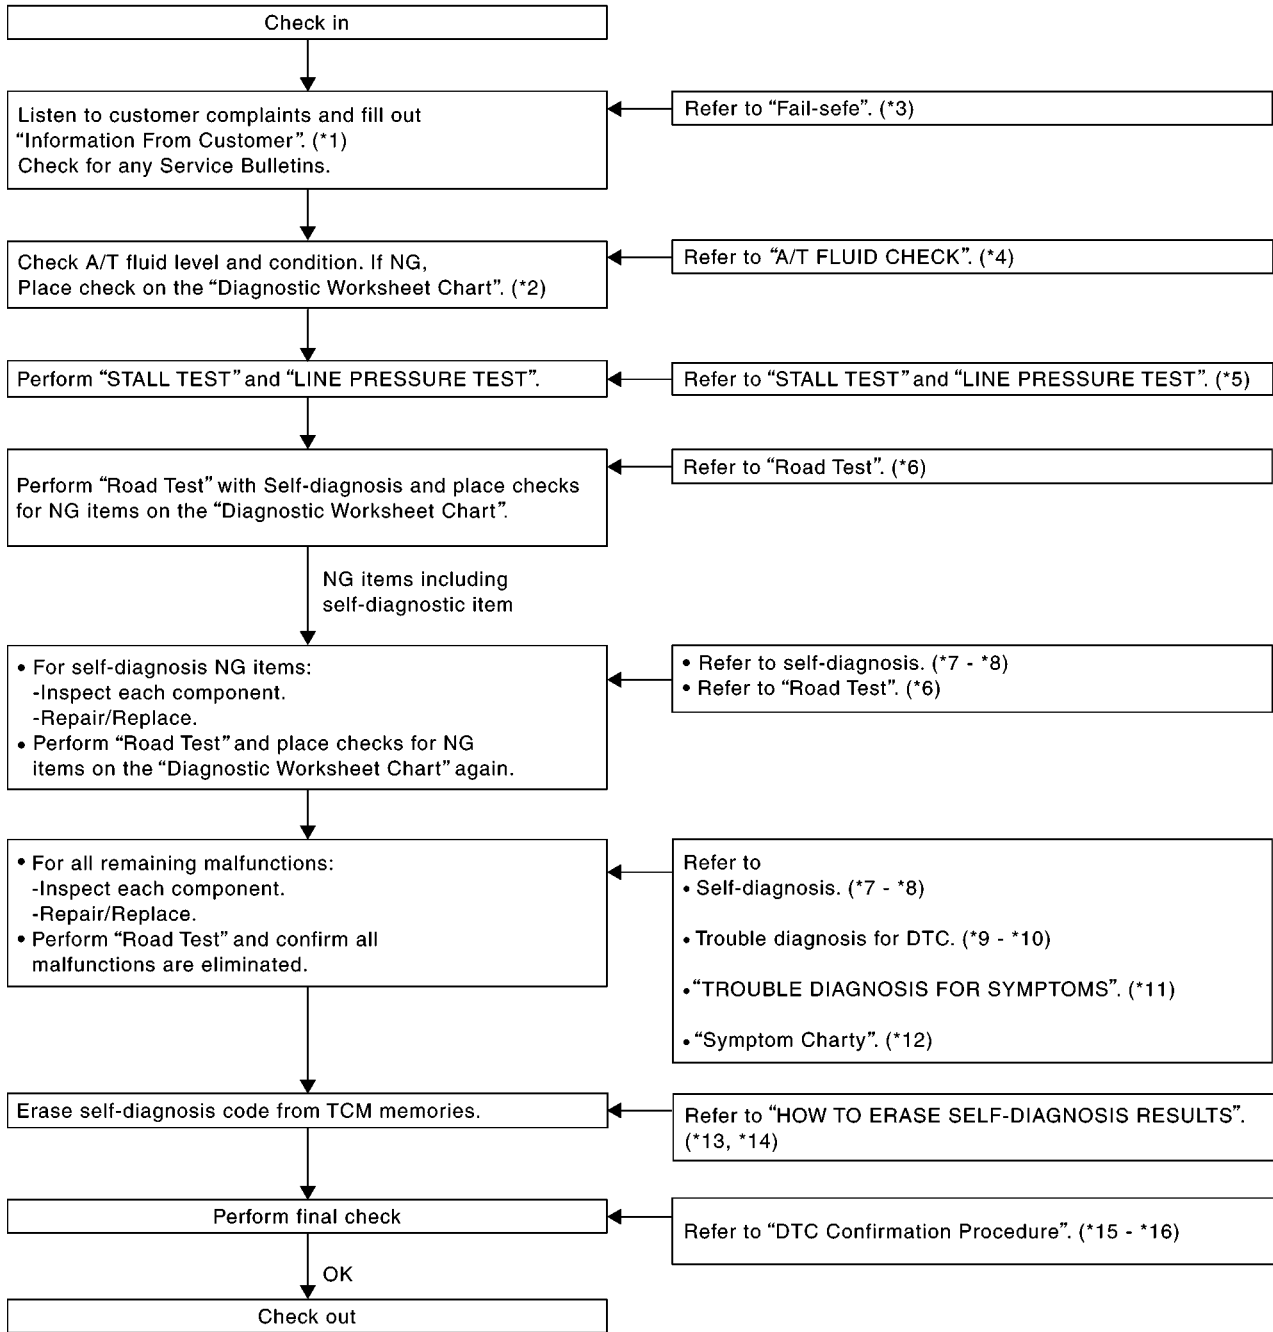 Check in
Listen to customer complaints and fill out
“Information From Customer”. (*1)
Check for any Service Bulletins.
Refer to “Fail-sefe”. (*3)
Check A/T fluid level and condition. If NG,
Place check on the “Diagnostic Worksheet Chart”. (*2)
Refer to “A/T FLUID CHECK”. (*4)
Perform “STALL TEST” and “LINE PRESSURE TEST”.
Refer to “STALL TEST” and “LINE PRESSURE TEST”. (*5)
Perform “Road Test” with Self-diagnosis and place checks
for NG items on the “Diagnostic Worksheet Chart”.
Refer to “Road Test”. (*6)
NG items including
self-diagnostic item
• For self-diagnosis NG items:
-Inspect each component.
-Repair/Replace.
• Perform “Road Test” and place checks for NG
items on the “Diagnostic Worksheet Chart” again.
• Refer to self-diagnosis. (*7 - *8)
• Refer to “Road Test”. (*6)
• For all remaining malfunctions:
-Inspect each component.
-Repair/Replace.
• Perform “Road Test” and confirm all
malfunctions are eliminated.
Refer to
• Self-diagnosis. (*7 - *8)
• Trouble diagnosis for DTC. (*9 - *10)
• “TROUBLE DIAGNOSIS FOR SYMPTOMS”. (*11)
• “Symptom Charty”. (*12)
Erase self-diagnosis code from TCM memories.
Refer to “HOW TO ERASE SELF-DIAGNOSIS RESULTS”.
(*13, *14)
Perform final check
Refer to “DTC Confirmation Procedure”. (*15 - *16)
OK
Check out